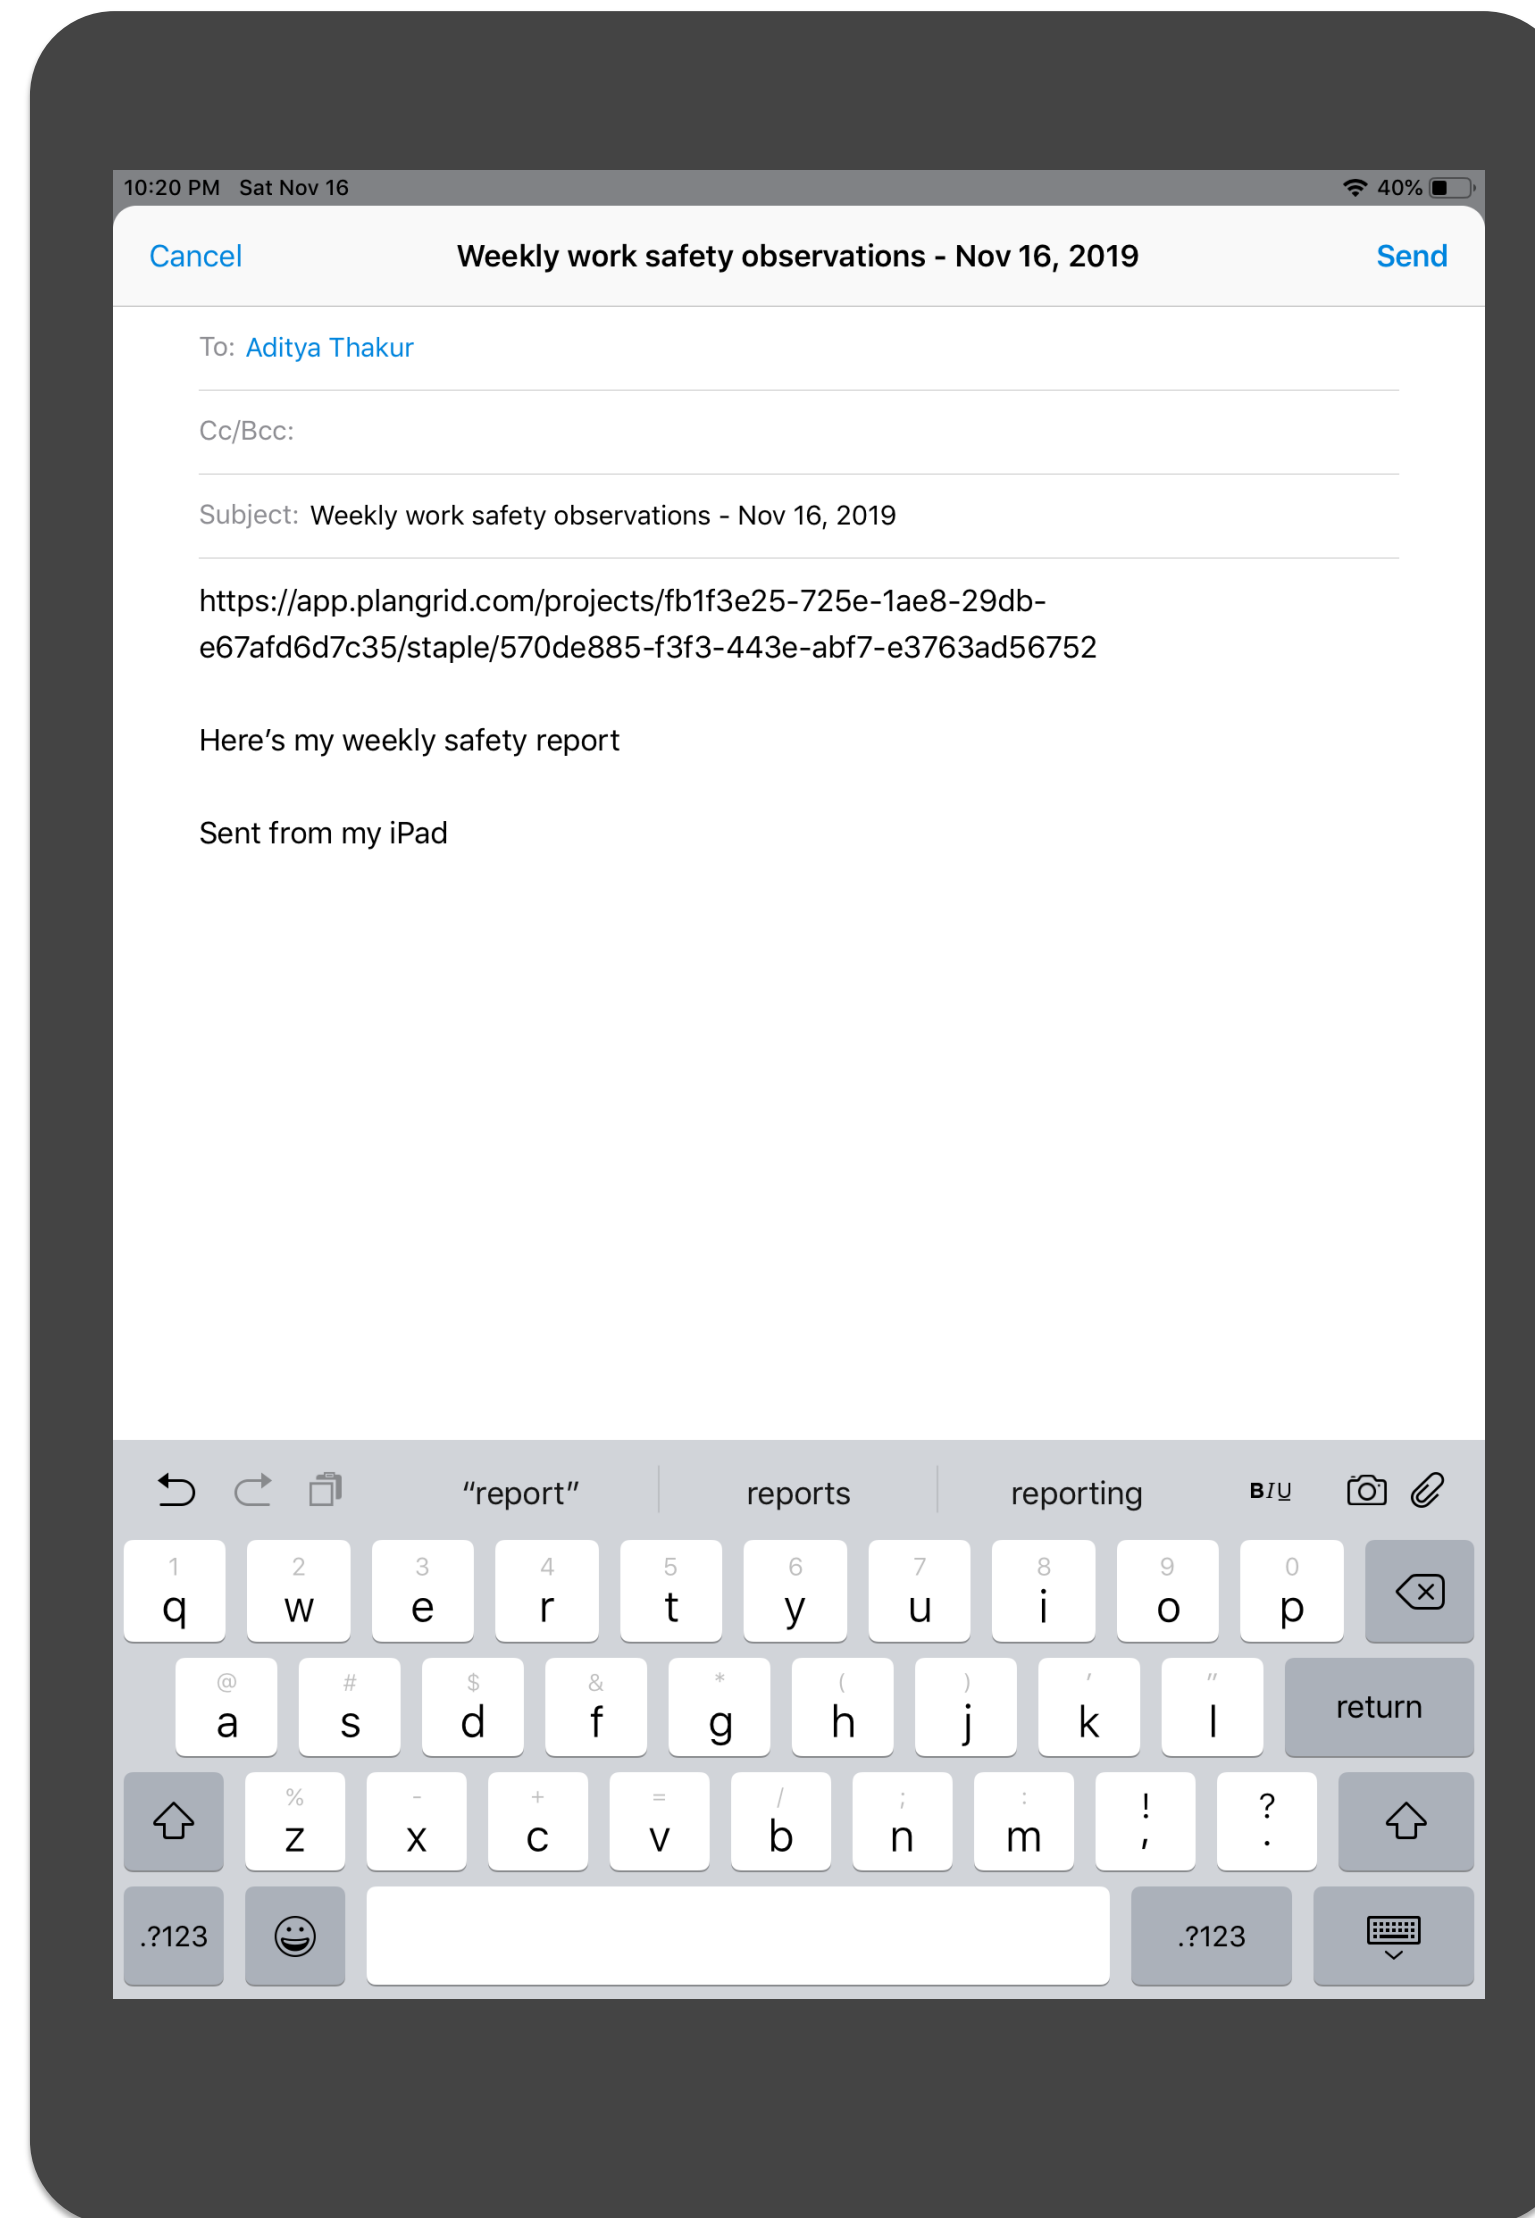 10:20 PM Sat Nov 16 40%
Cancel Weekly work safety observations - Nov 16, 2019 Send
To: Aditya Thakur
Cc/Bcc:
Subject: Weekly work safety observations - Nov 16, 2019
https://app.plangrid.com/projects/fb1f3e25-725e-1ae8-29db-
e67afd6d7c35/staple/570de885-f3f3-443e-abf7-e3763ad56752
Here’s my weekly safety report
Sent from my iPad
“report” reports reporting BIU
1 2 3 4 5 6 7 8 9 0
q w e r t y u i o p
@ # $ & * ( ) ' "
a s d f g h j k l return
% - + = / ; : ! ?
z x c v b n m , .
.?123 .?123